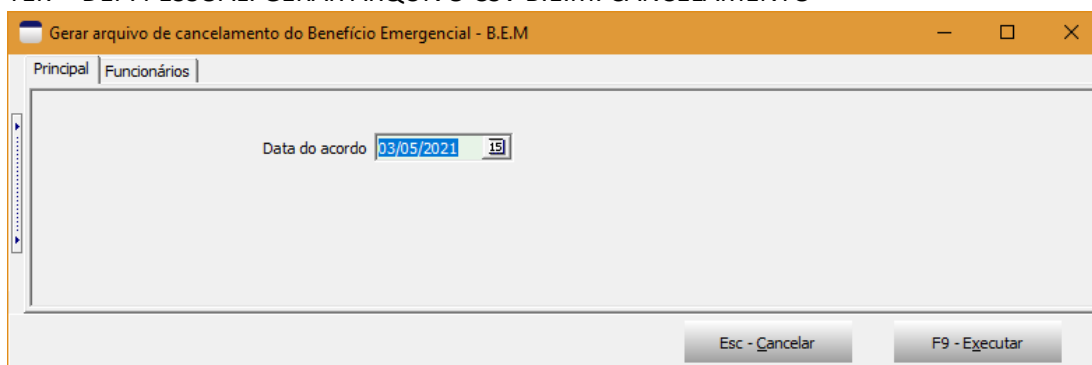 Gerar arquivo de cancelamento do Benefício Emergencial - B.E.M
Principal Funcionários
Data do acordo 03/05/2021 15
Esc - Cancelar F9 - Executar